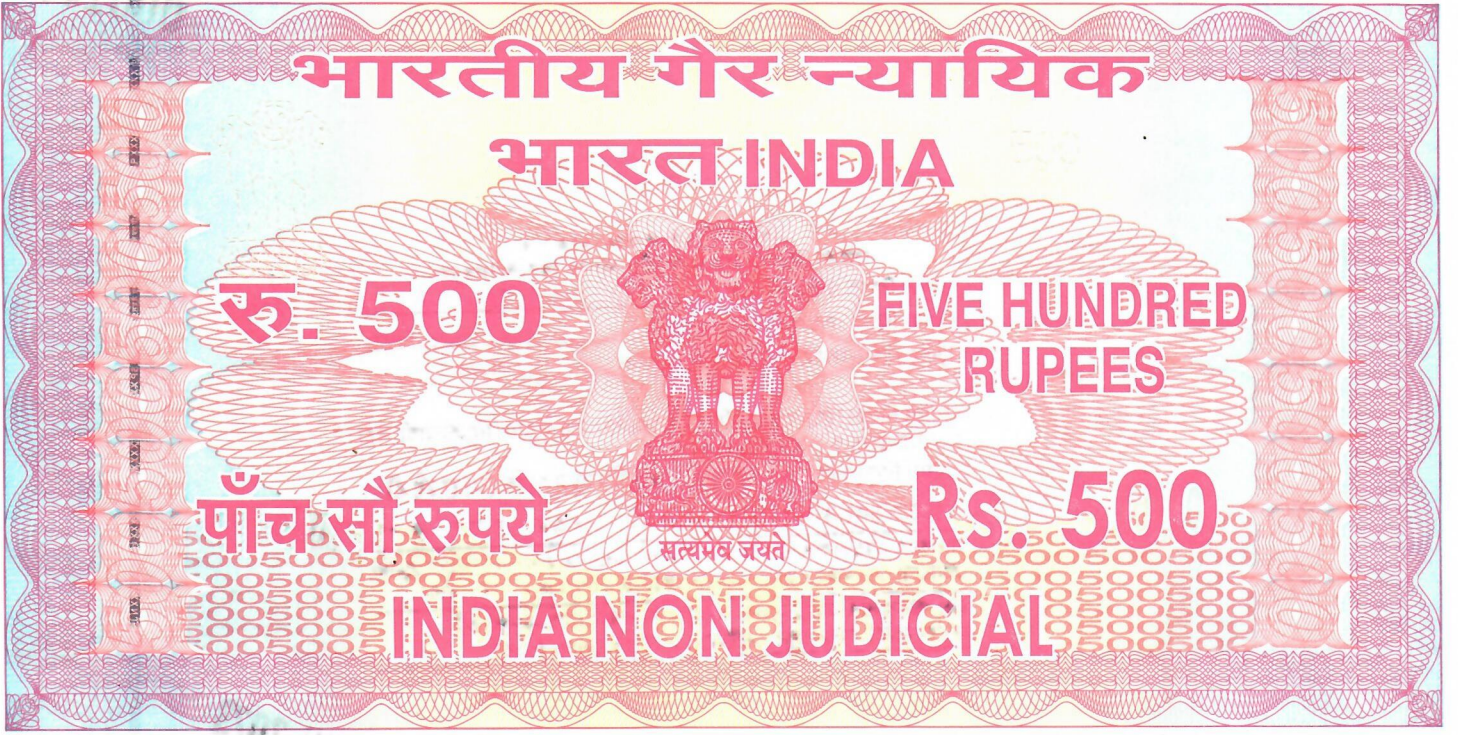 भारतीय गैर न्यायिक
भारत INDIA
रु. 500
FIVE HUNDRED
RUPEES
पाँच सौ रुपये
Rs. 500
सत्यमेव जयते
INDIA NON JUDICIAL